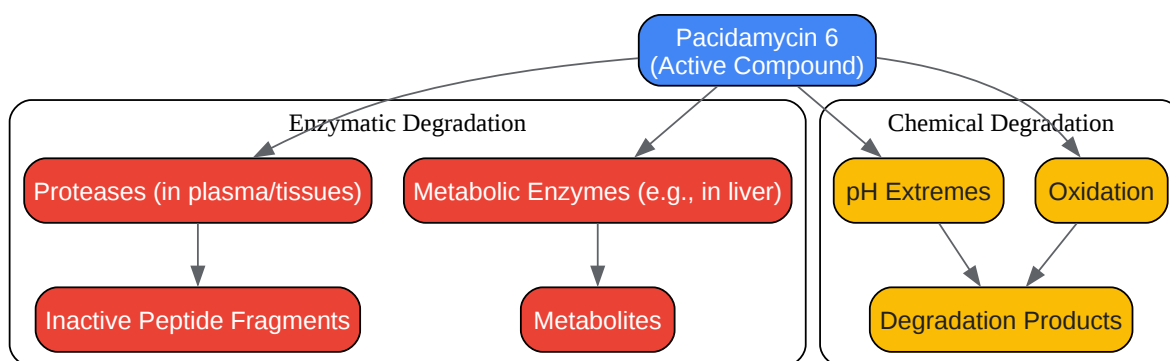 Pacidamycin 6
(Active Compound)
Enzymatic Degradation
Chemical Degradation
Proteases (in plasma/tissues)
Metabolic Enzymes (e.g., in liver)
pH Extremes
Oxidation
Inactive Peptide Fragments
Metabolites
Degradation Products